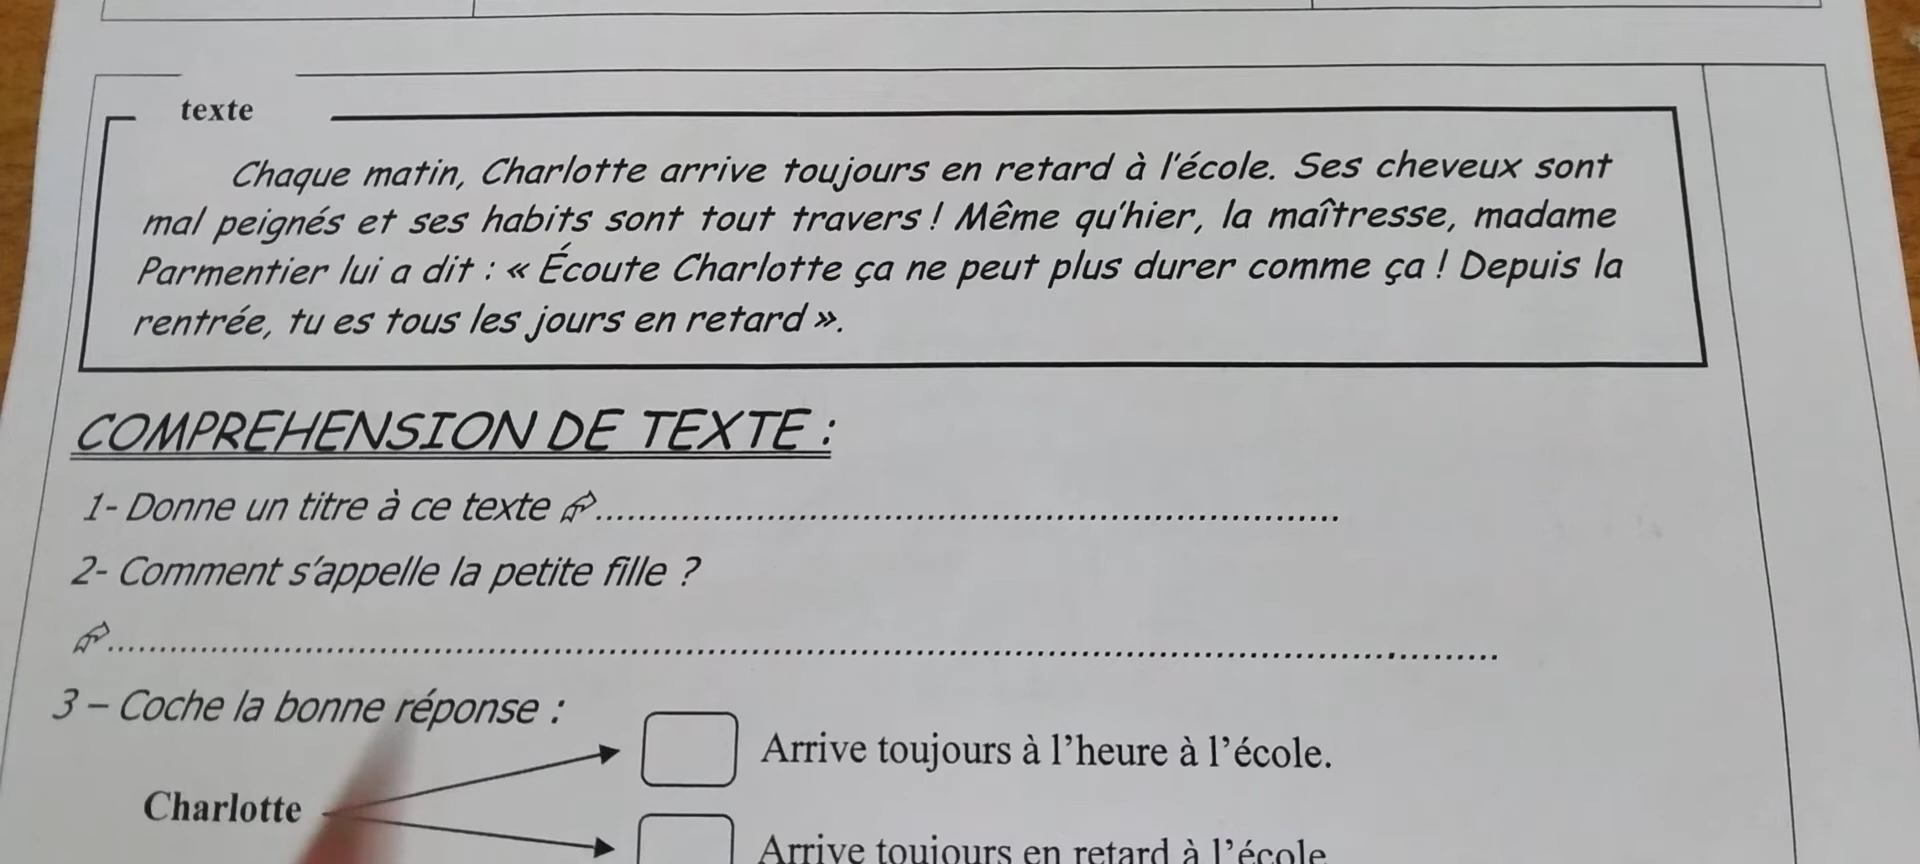 texte
Chaque matin, Charlotte arrive toujours en retard à l'école. Ses cheveux sont
mal peignés et ses habits sont tout travers ! Même qu'hier, la maîtresse, madame
Parmentier lui a dit : « Écoute Charlotte ça ne peut plus durer comme ça ! Depuis la
rentrée, tu es tous les jours en retard ».
COMPREHENSION DE TEXTE :
1- Donne un titre à ce texte ..........................................................................
2- Comment s'appelle la petite fille ?
..........................................................................................................................
3 – Coche la bonne réponse :
Arrive toujours à l'heure à l'école.
Charlotte
Arrive toujours en retard à l'école